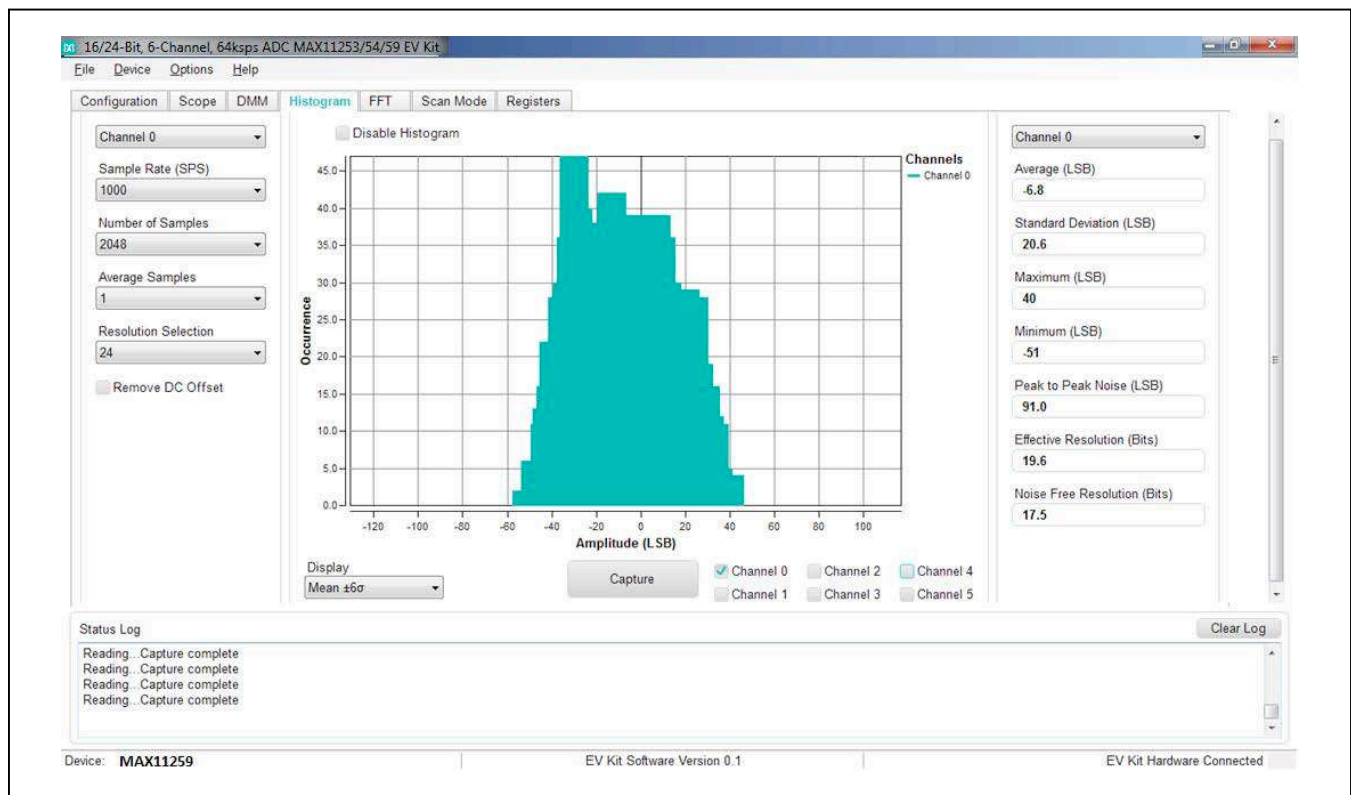 16/24-Bit, 6-Channel, 64ksps ADC MAX11253/54/59 EV Kit
File Device Options Help
Configuration Scope DMM Histogram FFT Scan Mode Registers
Channel 0
Sample Rate (SPS)
1000
Number of Samples
2048
Average Samples
1
Resolution Selection
24
Remove DC Offset
Disable Histogram
Channels
Channel 0
Occurrence
45.0
40.0
35.0
30.0
25.0
20.0
15.0
10.0
5.0
0.0
-120 -100 -80 -60 -40 -20 0 20 40 60 80 100
Amplitude (LSB)
Display
Mean ±6σ
Capture
Channel 0 Channel 2 Channel 4
Channel 1 Channel 3 Channel 5
Channel 0
Average (LSB)
-6.8
Standard Deviation (LSB)
20.6
Maximum (LSB)
40
Minimum (LSB)
-51
Peak to Peak Noise (LSB)
91.0
Effective Resolution (Bits)
19.6
Noise Free Resolution (Bits)
17.5
Status Log
Clear Log
Reading...Capture complete
Reading...Capture complete
Reading...Capture complete
Reading...Capture complete
Device: MAX11259 EV Kit Software Version 0.1 EV Kit Hardware Connected